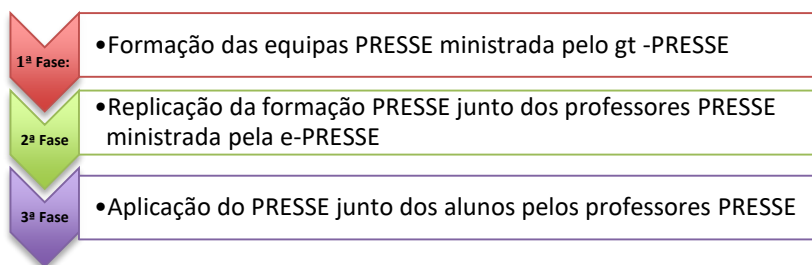 1ª Fase:
•Formação das equipas PRESSE ministrada pelo gt -PRESSE
2ª Fase
•Replicação da formação PRESSE junto dos professores PRESSE
ministrada pela e-PRESSE
3ª Fase
•Aplicação do PRESSE junto dos alunos pelos professores PRESSE